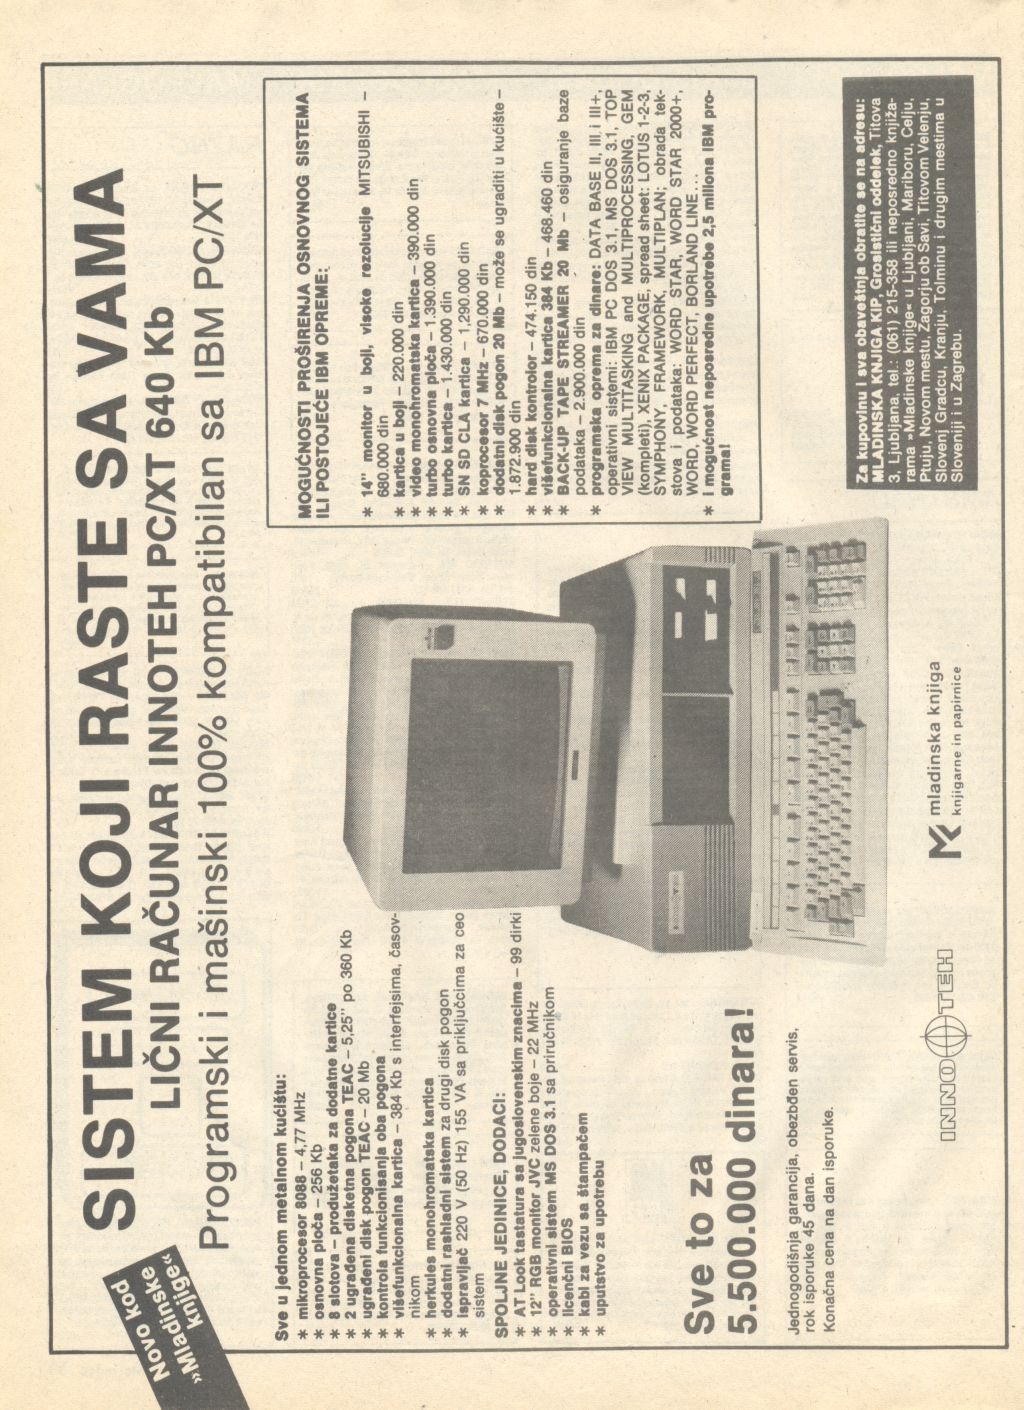 Novo kod
»Mladinske
knjige«
SISTEM KOJI RASTE SA VAMA
LIČNI RAČUNAR INNOTEH PC/XT 640 Kb
Programski i mašinski 100% kompatibilan sa IBM PC/XT
Sve u jednom metalnom kućištu:
* mikroprocesor 8088 – 4,77 MHz
* osnovna ploča – 256 Kb
* 8 slotova – produžetaka za dodatne kartice
* 2 ugrađena disketna pogona TEAC – 5,25" po 360 Kb
* ugrađeni disk pogon TEAC – 20 Mb
* kontrola funkcionisanja oba pogona
* višefunkcionalna kartica – 384 Kb s interfejsima, časov-
nikom
* herkules monohromatska kartica
* dodatni rashladni sistem za drugi disk pogon
* ispravljač 220 V (50 Hz) 155 VA sa priključcima za ceo
sistem
SPOLJNE JEDINICE, DODACI:
* AT Look tastatura sa jugoslovenskim znacima – 99 dirki
* 12" RGB monitor JVC zelene boje – 22 MHz
* operativni sistem MS DOS 3.1 sa priručnikom
* licenčni BIOS
* kabl za vezu sa štampačem
* uputstvo za upotrebu
Sve to za
5.500.000 dinara!
Jednogodišnja garancija, obezbđen servis,
rok isporuke 45 dana.
Konačna cena na dan isporuke.
MOGUĆNOSTI PROŠIRENJA OSNOVNOG SISTEMA
ILI POSTOJEĆE IBM OPREME:
* 14" monitor u boji, visoke rezolucije MITSUBISHI –
680.000 din
* kartica u boji – 220.000 din
* video monohromatska kartica – 390.000 din
* turbo osnovna ploča – 1.390.000 din
* turbo kartica – 1.430.000 din
* SN SD CLA kartica – 1,290.000 din
* koprocesor 7 MHz – 670.000 din
* dodatni disk pogon 20 Mb – može se ugraditi u kućište –
1.872.900 din
* hard disk kontrolor – 474.150 din
* višefunkcionalna kartica 384 Kb – 468.460 din
* BACK-UP TAPE STREAMER 20 Mb – osiguranje baze
podataka – 2.900.000 din
* programska oprema za dinare: DATA BASE II, III i III+,
operativni sistemi: IBM PC DOS 3.1, MS DOS 3.1, TOP
VIEW MULTITASKING and MULTIPROCESSING, GEM
(kompleti), XENIX PACKAGE, spread sheet: LOTUS 1-2-3,
SYMPHONY, FRAMEWORK, MULTIPLAN; obrada tek-
stova i podataka: WORD STAR, WORD STAR 2000+,
WORD, WORD PERFECT, BORLAND LINE . . .
* i mogućnost neposredne upotrebe 2,5 miliona IBM pro-
grama!
INNO TEH
mladinska knjiga
knjigarne in papirnice
Za kupovinu i sva obaveštnja obratite se na adresu:
MLADINSKA KNJIGA KIP, Grosistični oddelek, Titova
3, Ljubljana, tel.: (061) 215-358 ili neposredno knjiža-
rama »Mladinske knjige« u Ljubljani, Mariboru, Celju,
Ptuju, Novom mestu, Zagorju ob Savi, Titovom Velenju,
Slovenj Gradcu, Kranju, Tolminu i drugim mestima u
Sloveniji i u Zagrebu.